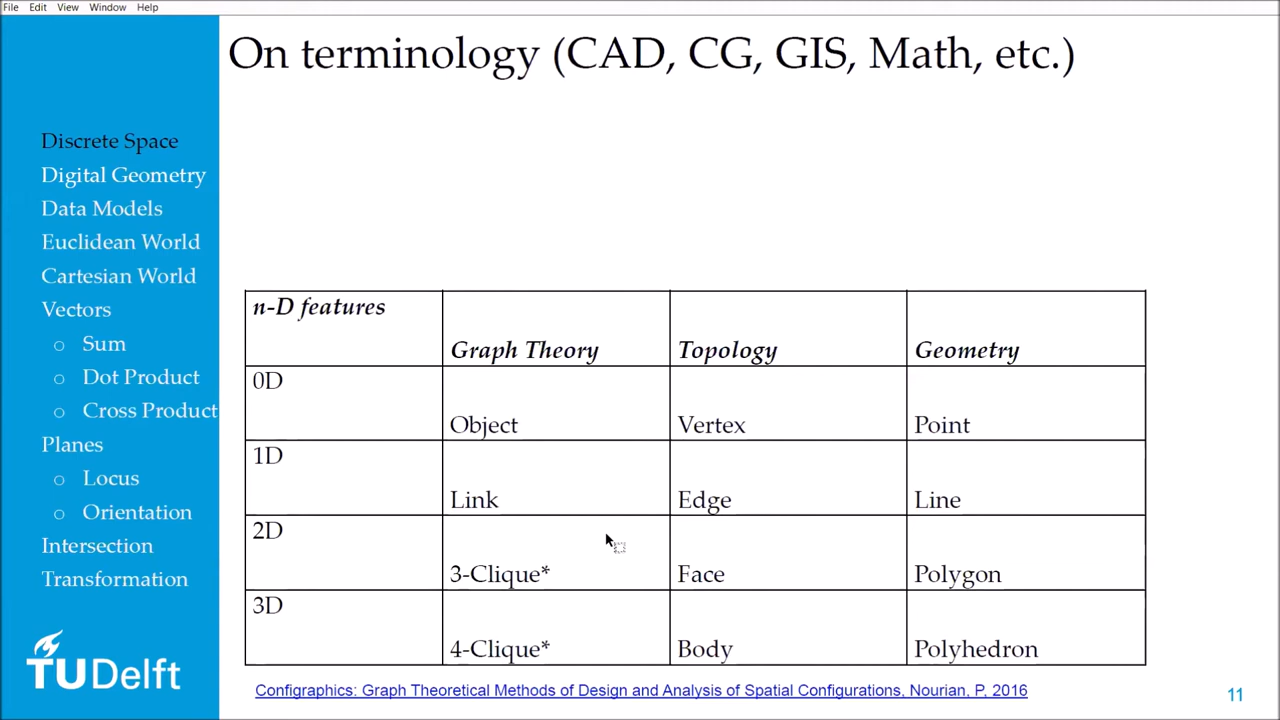 File Edit View Window Help
On terminology (CAD, CG, GIS, Math, etc.)
Discrete Space
Digital Geometry
Data Models
Euclidean World
Cartesian World
Vectors
o Sum
o Dot Product
o Cross Product
Planes
o Locus
o Orientation
Intersection
Transformation
TUDelft
n-D features Graph Theory Topology Geometry
0D Object Vertex Point
1D Link Edge Line
2D 3-Clique* Face Polygon
3D 4-Clique* Body Polyhedron
Configraphics: Graph Theoretical Methods of Design and Analysis of Spatial Configurations, Nourian, P, 2016
11